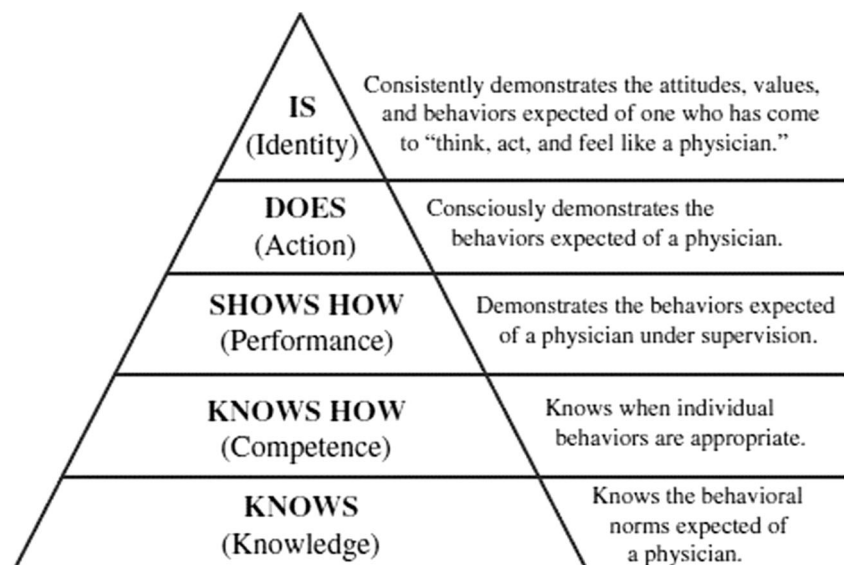 IS
(Identity)
Consistently demonstrates the attitudes, values,
and behaviors expected of one who has come
to “think, act, and feel like a physician.”
DOES
(Action)
Consciously demonstrates the
behaviors expected of a physician.
SHOWS HOW
(Performance)
Demonstrates the behaviors expected
of a physician under supervision.
KNOWS HOW
(Competence)
Knows when individual
behaviors are appropriate.
KNOWS
(Knowledge)
Knows the behavioral
norms expected of
a physician.